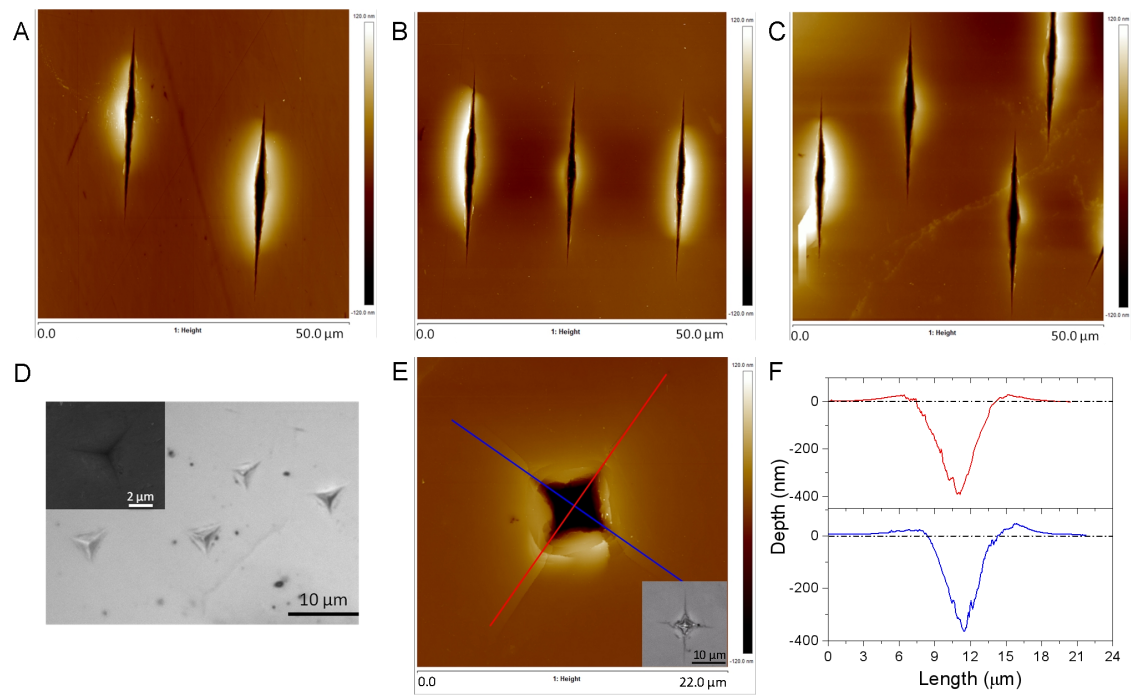 A
120.0 nm
-120.0 nm
0.0
1: Height
50.0 μm
B
120.0 nm
-120.0 nm
0.0
1: Height
50.0 μm
C
120.0 nm
-120.0 nm
0.0
1: Height
50.0 μm
D
2 μm
10 μm
E
120.0 nm
-120.0 nm
10 μm
0.0
1: Height
22.0 μm
F
0
-200
-400
0
-200
-400
Depth (nm)
0 3 6 9 12 15 18 21 24
Length (μm)